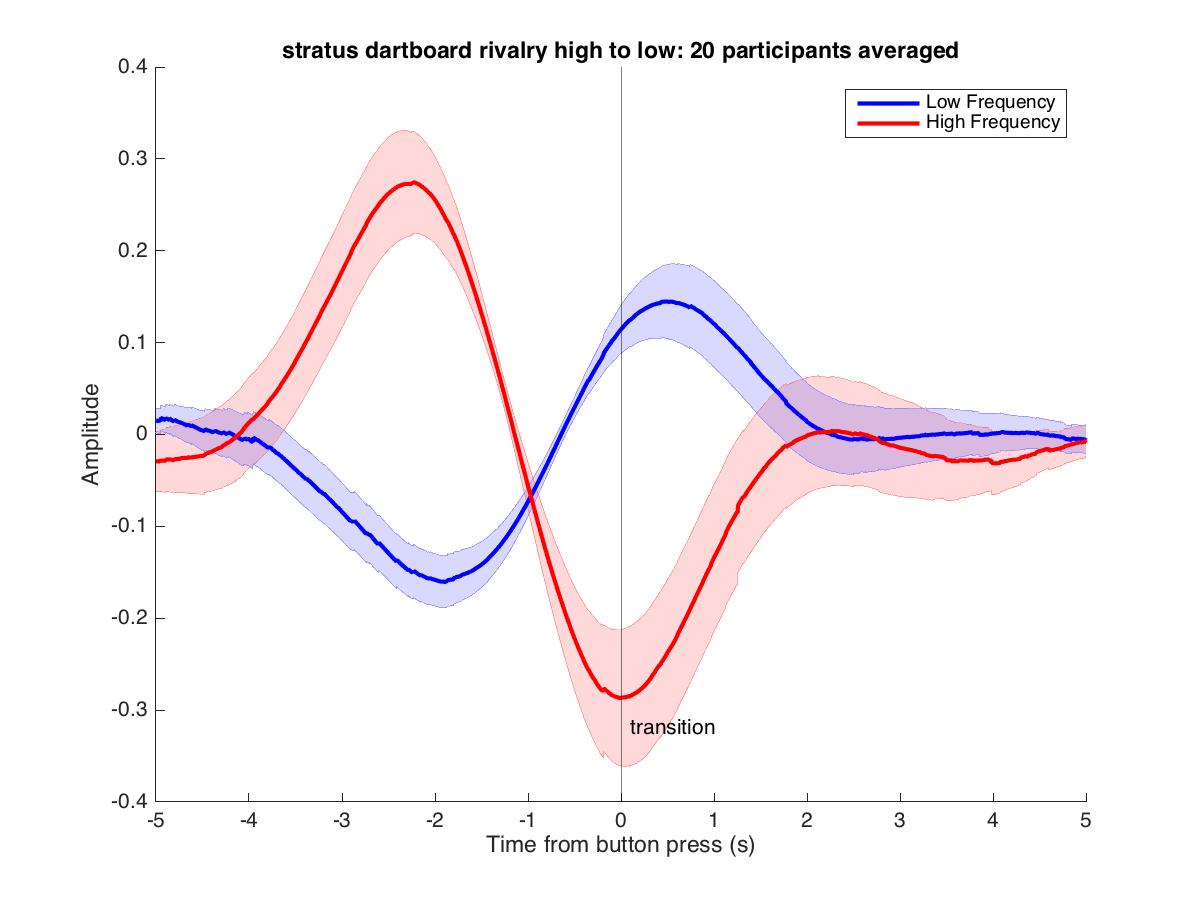 stratus dartboard rivalry high to low: 20 participants averaged
0.4
0.3
0.2
0.1
0
-0.1
-0.2
-0.3
-0.4
Amplitude
Low Frequency
High Frequency
transition
-5 -4 -3 -2 -1 0 1 2 3 4 5
Time from button press (s)